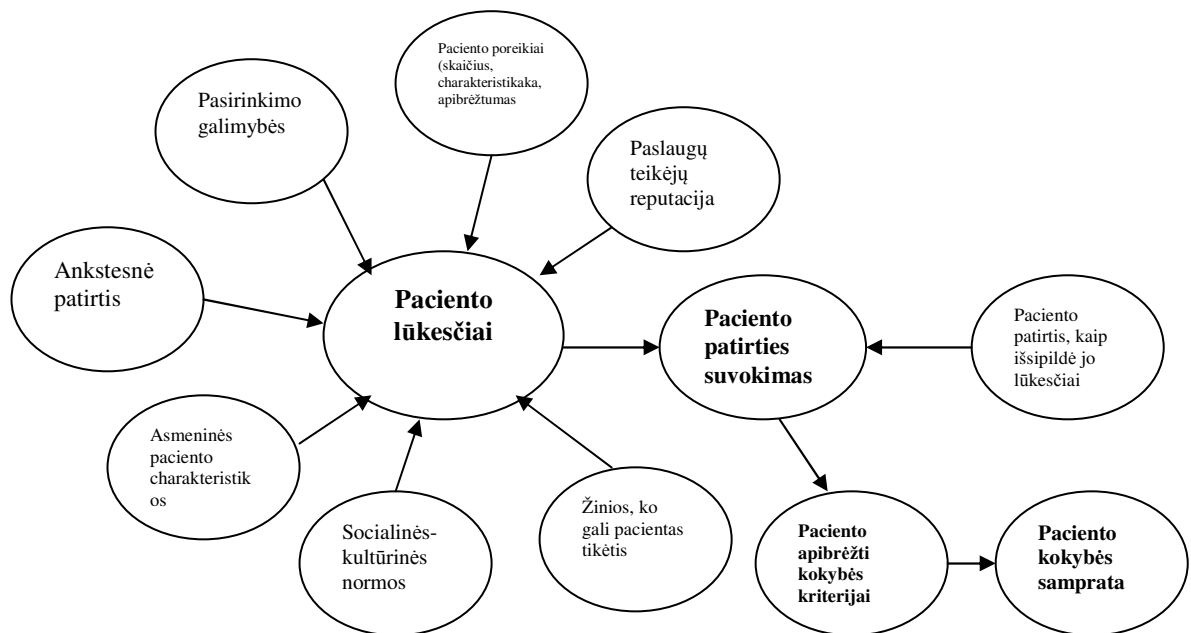 Paciento poreikiai
(skaičius,
charakteristikaka,
apibrėžtumas
Pasirinkimo
galimybės
Paslaugų
teikėjų
reputacija
Ankstesnė
patirtis
Paciento
lūkesčiai
Paciento
patirties
suvokimas
Paciento
patirtis, kaip
išsipildė jo
lūkesčiai
Asmeninės
paciento
charakteristik
os
Socialinės-
kultūrinės
normos
Žinios, ko
gali pacientas
tikėtis
Paciento
apibrėžti
kokybės
kriterijai
Paciento
kokybės
samprata